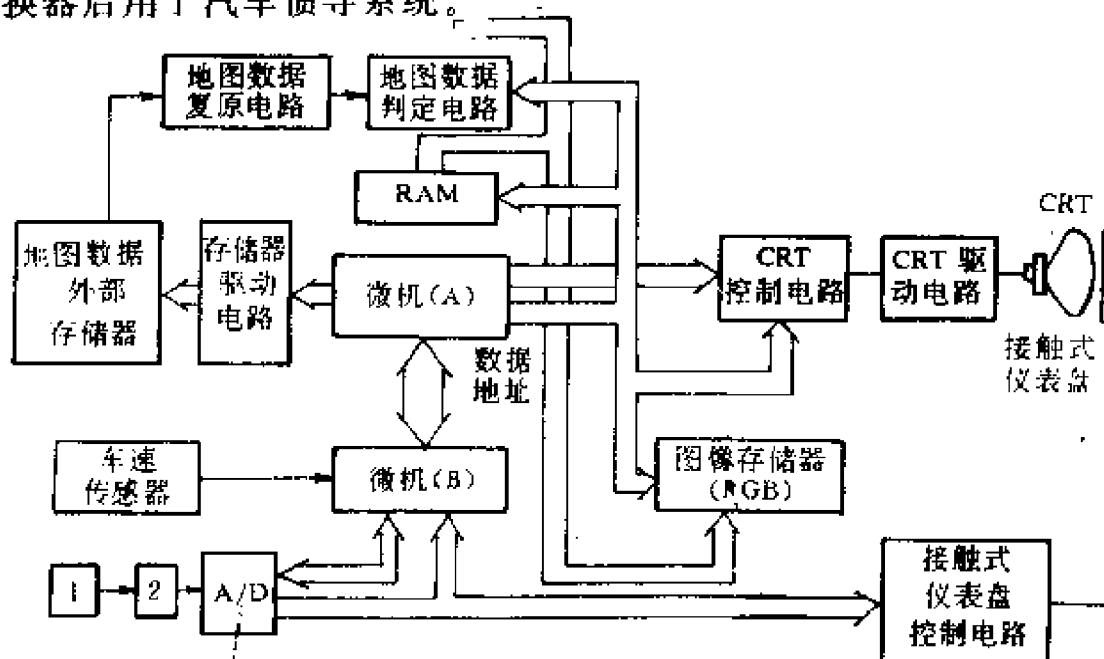 换器后用于汽车惯导系统。
地图数据
复原电路
地图数据
判定电路
RAM
CRT
地图数据
外部
存储器
存储器
驱动
电路
微机(A)
CRT
控制电路
CRT 驱
动电路
接触式
仪表盘
数据
地址
车速
传感器
微机(B)
图像存储器
(RGB)
1
2
A/D
接触式
仪表盘
控制电路